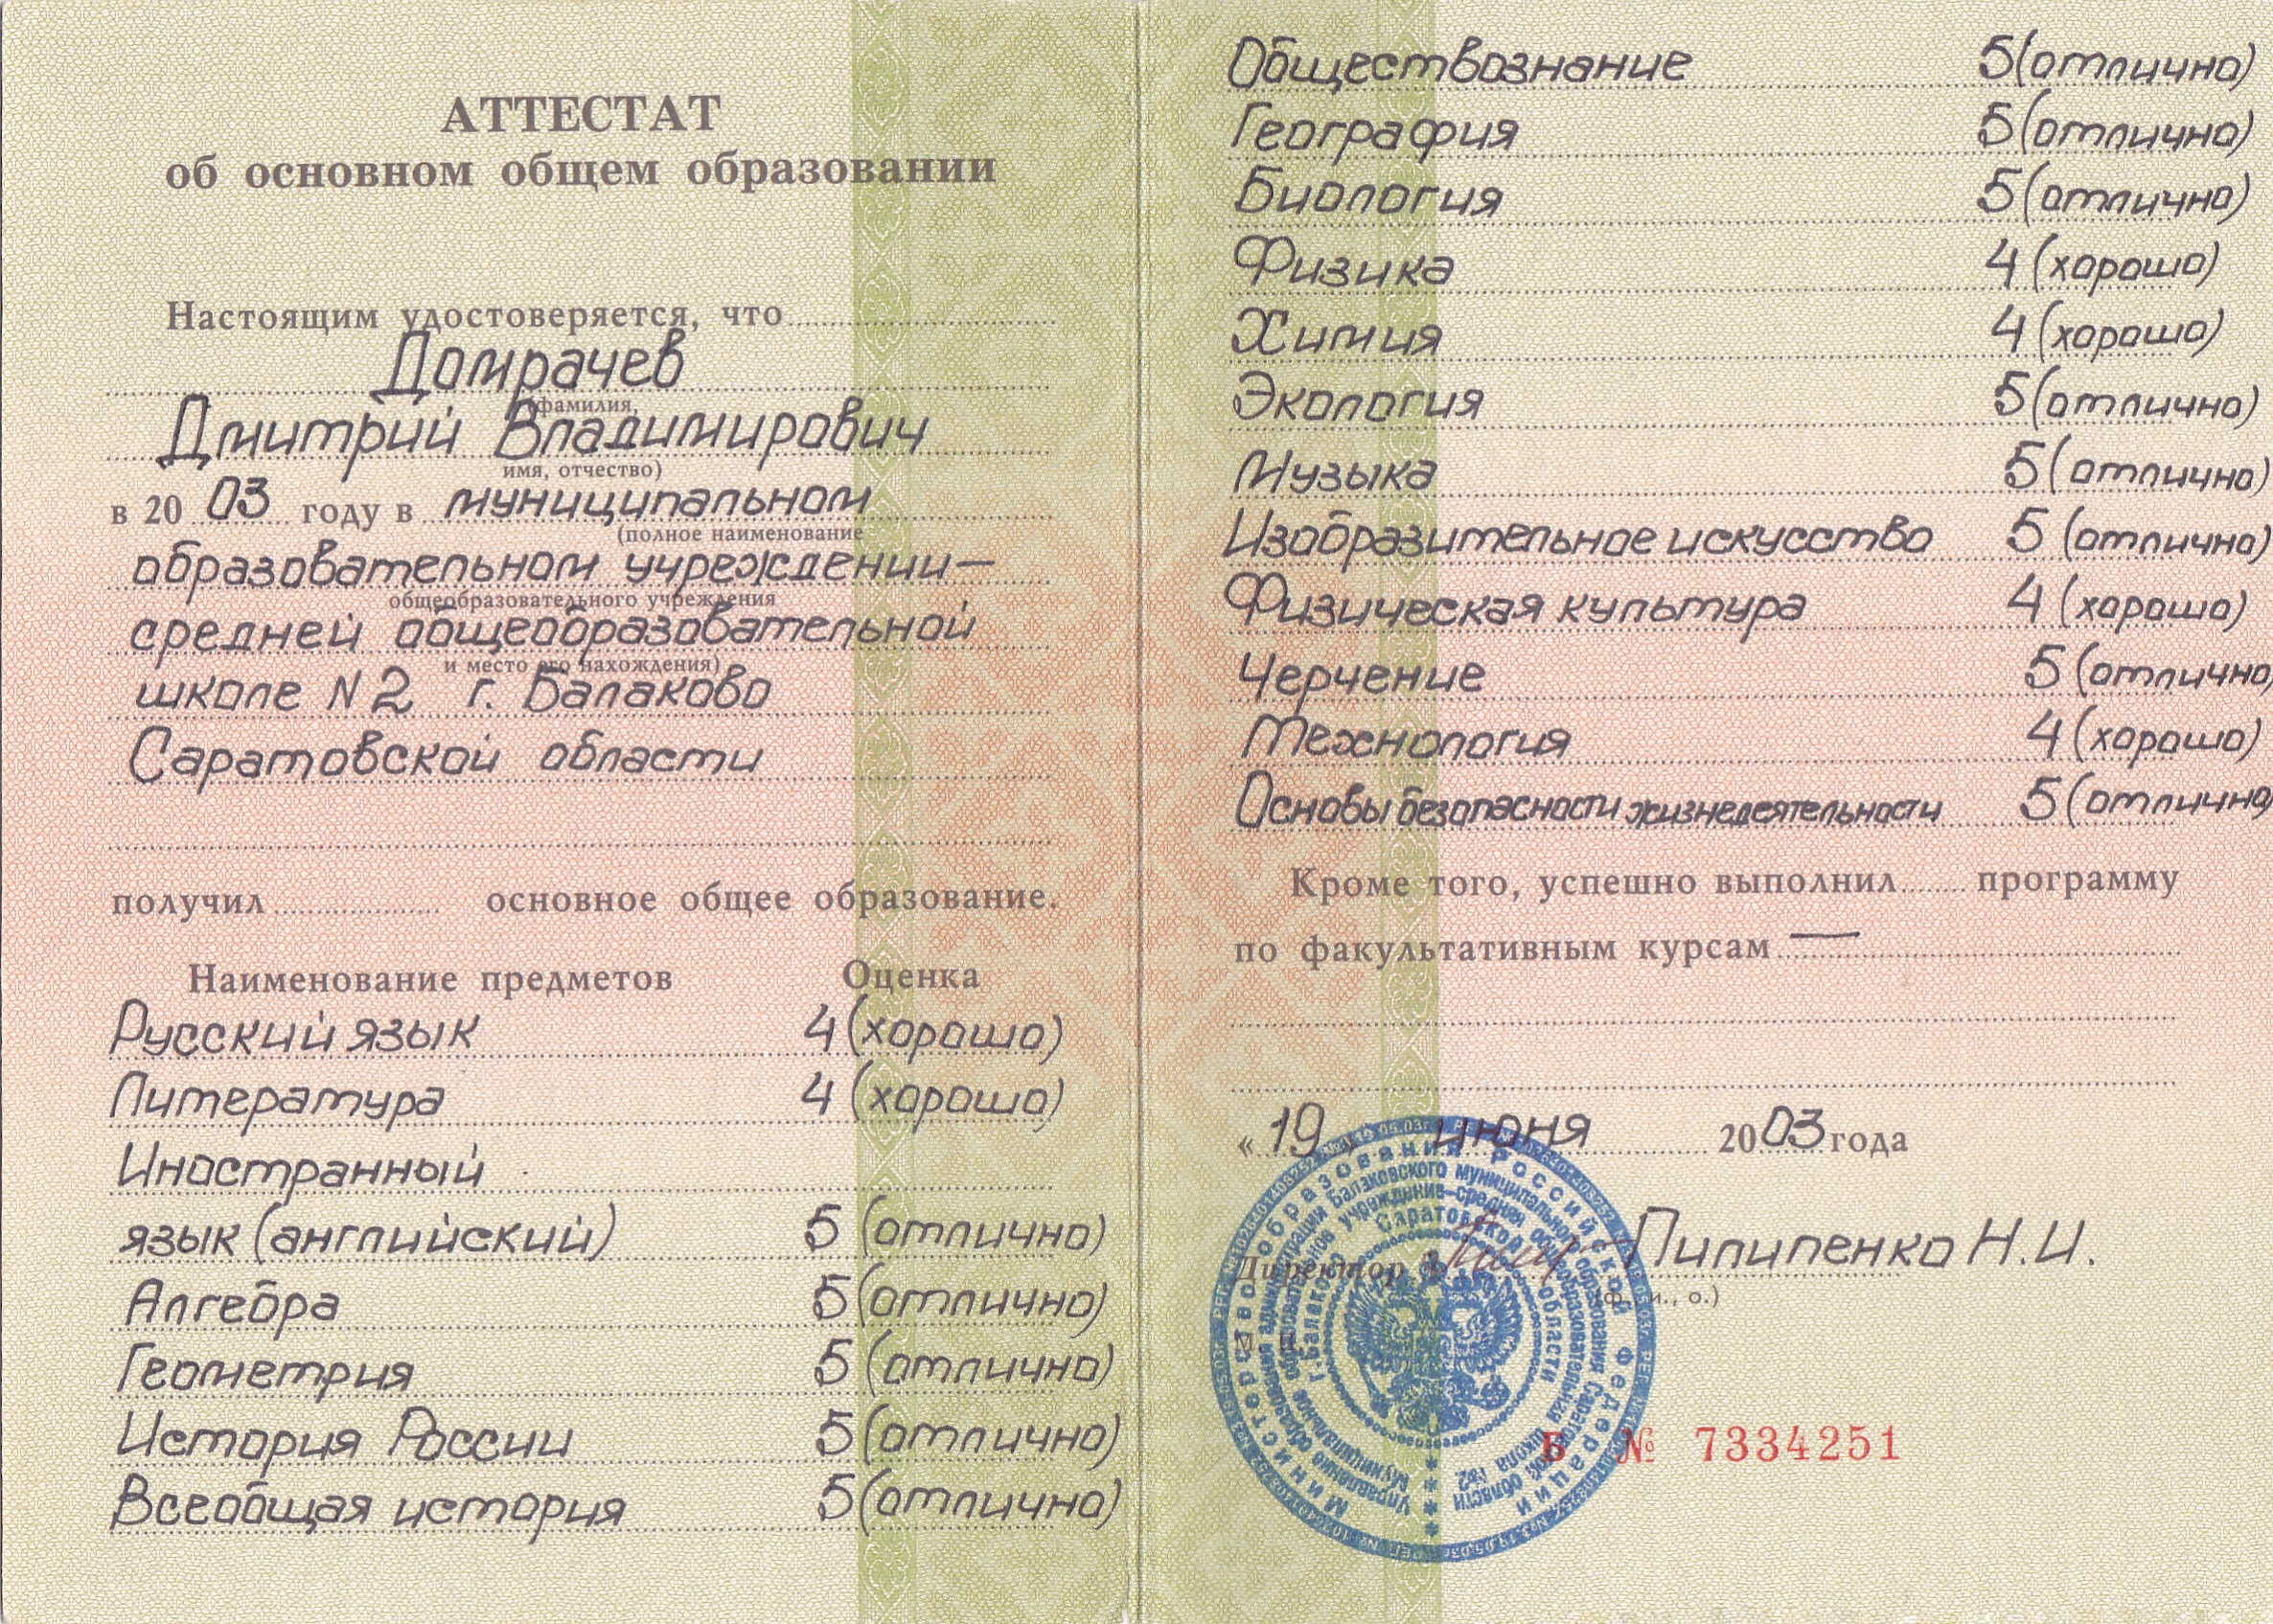 АТТЕСТАТ
об основном общем образовании
Настоящим удостоверяется, что
Домрачев
(фамилия,
Дмитрий Владимирович
имя, отчество)
в 20 03 году в муниципальном
(полное наименование
образовательном учреждении—
общеобразовательного учреждения
средней общеобразовательной
и место его нахождения)
школе N 2 г. Балаково
Саратовской области
получил основное общее образование.
Наименование предметов Оценка
Русский язык 4 (хорошо)
Литература 4 (хорошо)
Иностранный
язык (английский) 5 (отлично)
Алгебра 5 (отлично)
Геометрия 5 (отлично)
История России 5 (отлично)
Всеобщая история 5 (отлично)
Обществознание 5 (отлично)
География 5 (отлично)
Биология 5 (отлично)
Физика 4 (хорошо)
Химия 4 (хорошо)
Экология 5 (отлично)
Музыка 5 (отлично)
Изобразительное искусство 5 (отлично)
Физическая культура 4 (хорошо)
Черчение 5 (отлично)
Технология 4 (хорошо)
Основы безопасности жизнедеятельности 5 (отлично)
Кроме того, успешно выполнил программу
по факультативным курсам —
«19» июня 2003 года
Директор Пилипенко Н.И.
(ф., и., о.)
М. П.
Б № 7334251
Министерство образования Российской Федерации
Управление образования администрации Балаковского муниципального образования Саратовской области
Муниципальное образовательное учреждение-средняя общеобразовательная школа №2
г.Балаково Саратовской области